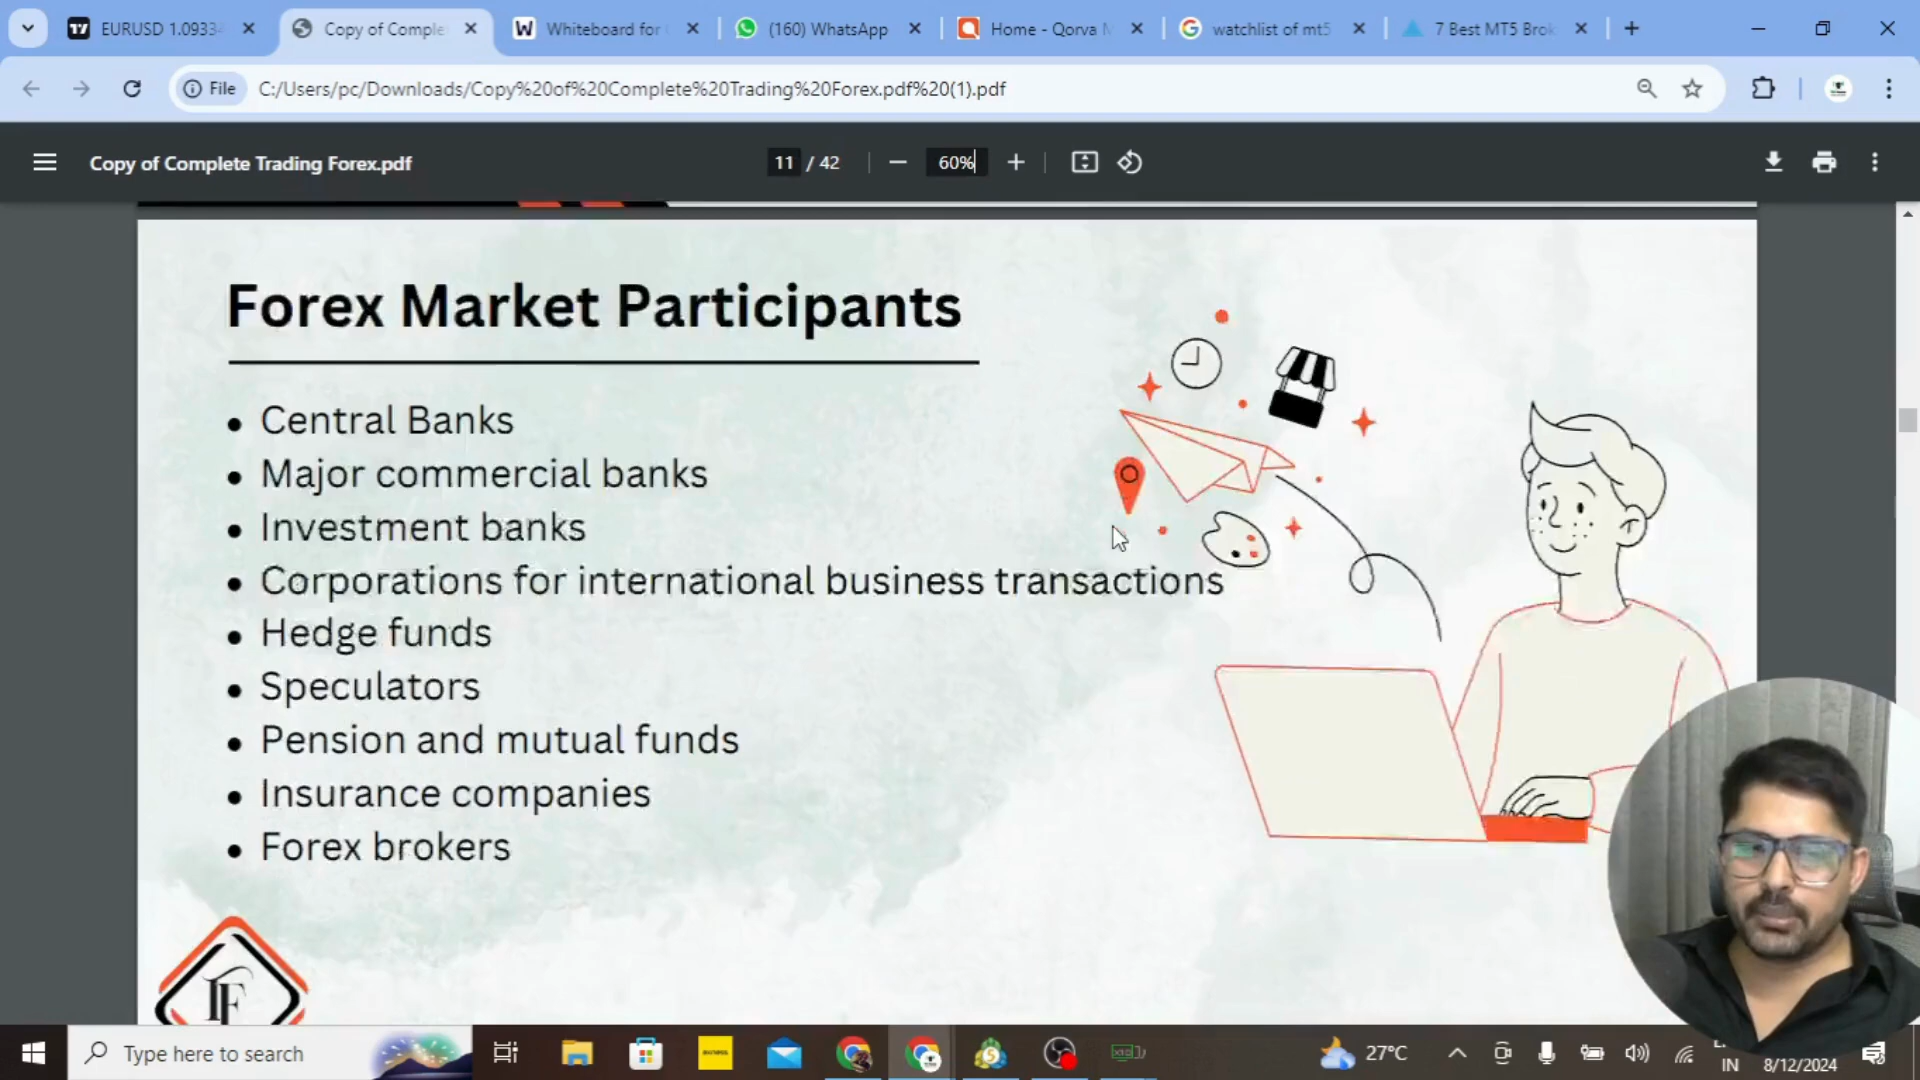 EURUSD 1.0933
Copy of Comple
Whiteboard for
(160) WhatsApp
Home - Qorva M
watchlist of mt5
7 Best MT5 Brok
File
C:/Users/pc/Downloads/Copy%20of%20Complete%20Trading%20Forex.pdf%20(1).pdf
Copy of Complete Trading Forex.pdf
11 / 42
60%
Forex Market Participants
• Central Banks
• Major commercial banks
• Investment banks
• Corporations for international business transactions
• Hedge funds
• Speculators
• Pension and mutual funds
• Insurance companies
• Forex brokers
Type here to search
27°C
IN
8/12/2024